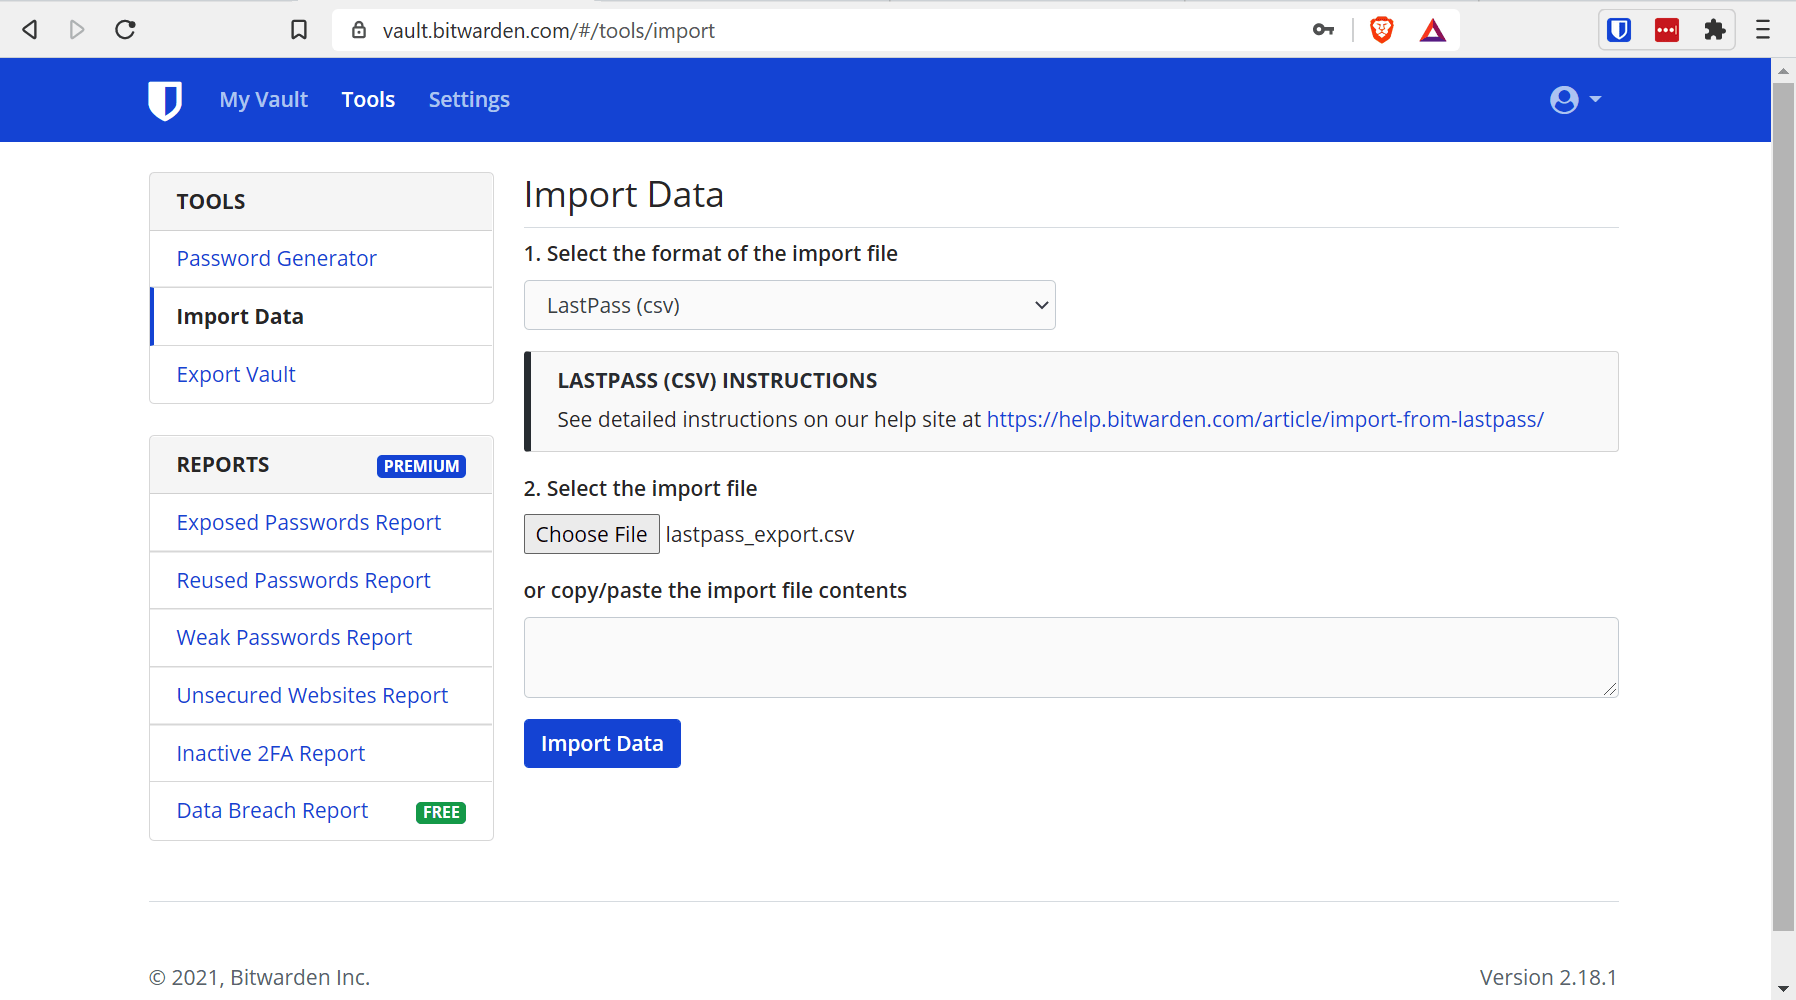 vault.bitwarden.com/#/tools/import
My Vault Tools Settings
TOOLS
Password Generator
Import Data
Export Vault
REPORTS PREMIUM
Exposed Passwords Report
Reused Passwords Report
Weak Passwords Report
Unsecured Websites Report
Inactive 2FA Report
Data Breach Report FREE
Import Data
1. Select the format of the import file
LastPass (csv)
LASTPASS (CSV) INSTRUCTIONS
See detailed instructions on our help site at https://help.bitwarden.com/article/import-from-lastpass/
2. Select the import file
Choose File lastpass_export.csv
or copy/paste the import file contents
Import Data
© 2021, Bitwarden Inc.
Version 2.18.1